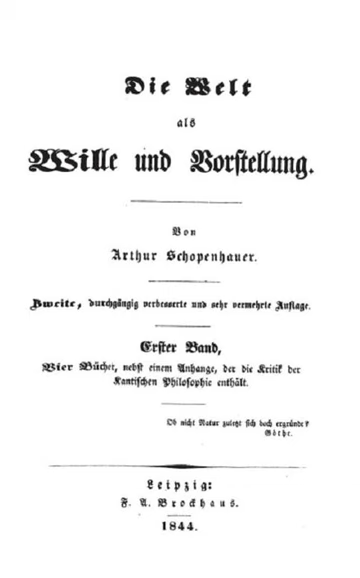 Die Welt
als
Wille und Vorstellung.
Von
Arthur Schopenhauer.
Zweite, durchgängig verbesserte und sehr vermehrte Auflage.
Erster Band,
Vier Bücher, nebst einem Anhange, der die Kritik der
Kantischen Philosophie enthält.
Ob nicht Natur zuletzt sich doch ergründe?
Göthe.
Leipzig:
F. A. Brockhaus.
1844.